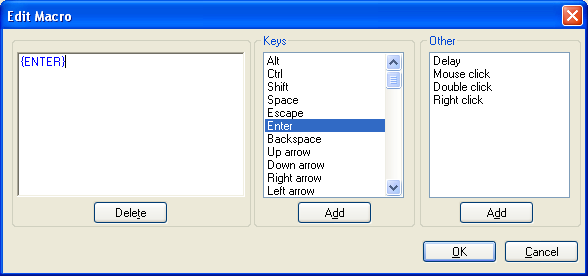 Edit Macro
{ENTER}
Delete
Keys
Alt
Ctrl
Shift
Space
Escape
Enter
Backspace
Up arrow
Down arrow
Right arrow
Left arrow
Add
Other
Delay
Mouse click
Double click
Right click
Add
OK
Cancel